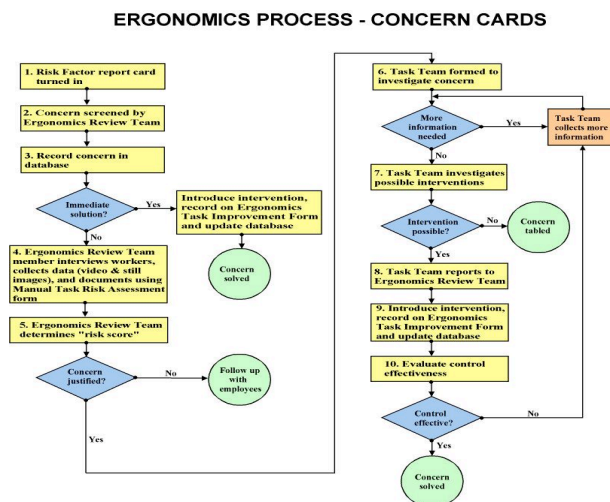 ERGONOMICS PROCESS - CONCERN CARDS
1. Risk Factor report card
turned in
2. Concern screened by
Ergonomics Review Team
3. Record concern in
database
Immediate
solution?
Yes
Introduce intervention,
record on Ergonomics
Task Improvement Form
and update database
Concern
solved
No
4. Ergonomics Review Team
member interviews workers,
collects data (video & still
images), and documents using
Manual Task Risk Assessment
form
5. Ergonomics Review Team
determines "risk score"
Concern
justified?
No
Follow up
with
employees
Yes
6. Task Team formed to
investigate concern
More
information
needed
Yes
Task Team
collects more
information
No
7. Task Team investigates
possible interventions
Intervention
possible?
No
Concern
tabled
Yes
8. Task Team reports to
Ergonomics Review Team
9. Introduce intervention,
record on Ergonomics
Task Improvement Form
and update database
10. Evaluate control
effectiveness
Control
effective?
No
Yes
Concern
solved